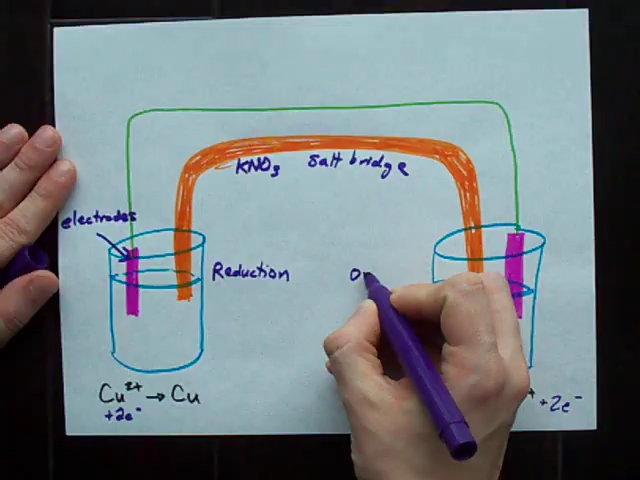 KNO3 Salt bridge
electrodes
Reduction
Cu2+ → Cu
+2e-
+ +2e-